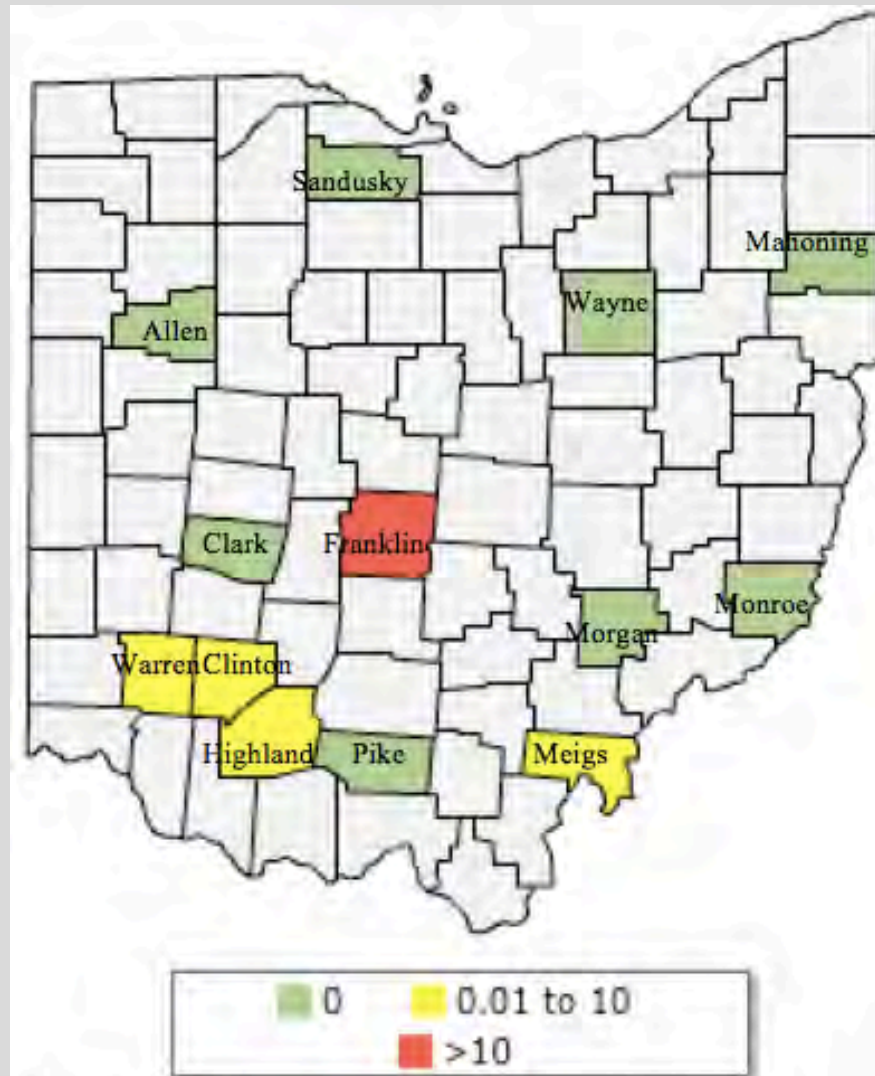 Sandusky
Mahoning
Wayne
Allen
Clark
Franklin
Monroe
Morgan
Warren
Clinton
Highland
Pike
Meigs
0
0.01 to 10
>10